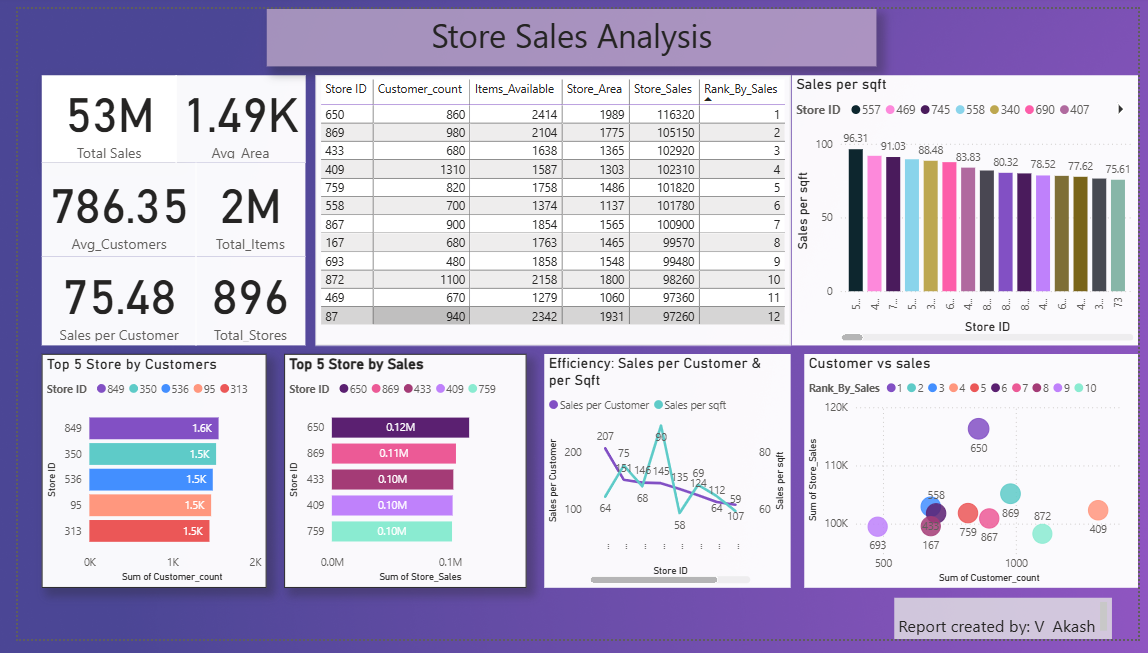 Store Sales Analysis
53M
Total Sales
1.49K
Avg_Area
786.35
Avg_Customers
2M
Total_Items
75.48
Sales per Customer
896
Total_Stores
Store ID Customer_count Items_Available Store_Area Store_Sales Rank_By_Sales
650 860 2414 1989 116320 1
869 980 2104 1775 105150 2
433 680 1638 1365 102920 3
409 1310 1587 1303 102310 4
759 820 1758 1486 101820 5
558 700 1374 1137 101780 6
867 900 1854 1565 100900 7
167 680 1763 1465 99570 8
693 480 1858 1548 99480 9
872 1100 2158 1800 98260 10
469 670 1279 1060 97360 11
87 940 2342 1931 97260 12
Sales per sqft
Store ID 557 469 745 558 340 690 407
96.31 91.03 88.48 83.83 80.32 78.52 77.62 75.61
100
50
0
Sales per sqft
5... 4... 7... 5... 3... 6... 4... 8... 8... 8... 4... 6... 4... 3... 73
Store ID
Top 5 Store by Customers
Store ID 849 350 536 95 313
849 1.6K
350 1.5K
536 1.5K
95 1.5K
313 1.5K
Store ID
0K 1K 2K
Sum of Customer_count
Top 5 Store by Sales
Store ID 650 869 433 409 759
650 0.12M
869 0.11M
433 0.10M
409 0.10M
759 0.10M
Store ID
0.0M 0.1M
Sum of Store_Sales
Efficiency: Sales per Customer &
per Sqft
Sales per Customer Sales per sqft
200
100
Sales per Customer
207 151 146 145 135 124 112 107
64 75 68 90 58 69 64 59
80
60
Sales per sqft
Store ID
Customer vs sales
Rank_By_Sales 1 2 3 4 5 6 7 8 9 10
120K
110K
100K
Sum of Store_Sales
650
558
869
872
409
759
867
167
693
500 1000
Sum of Customer_count
Report created by: V Akash